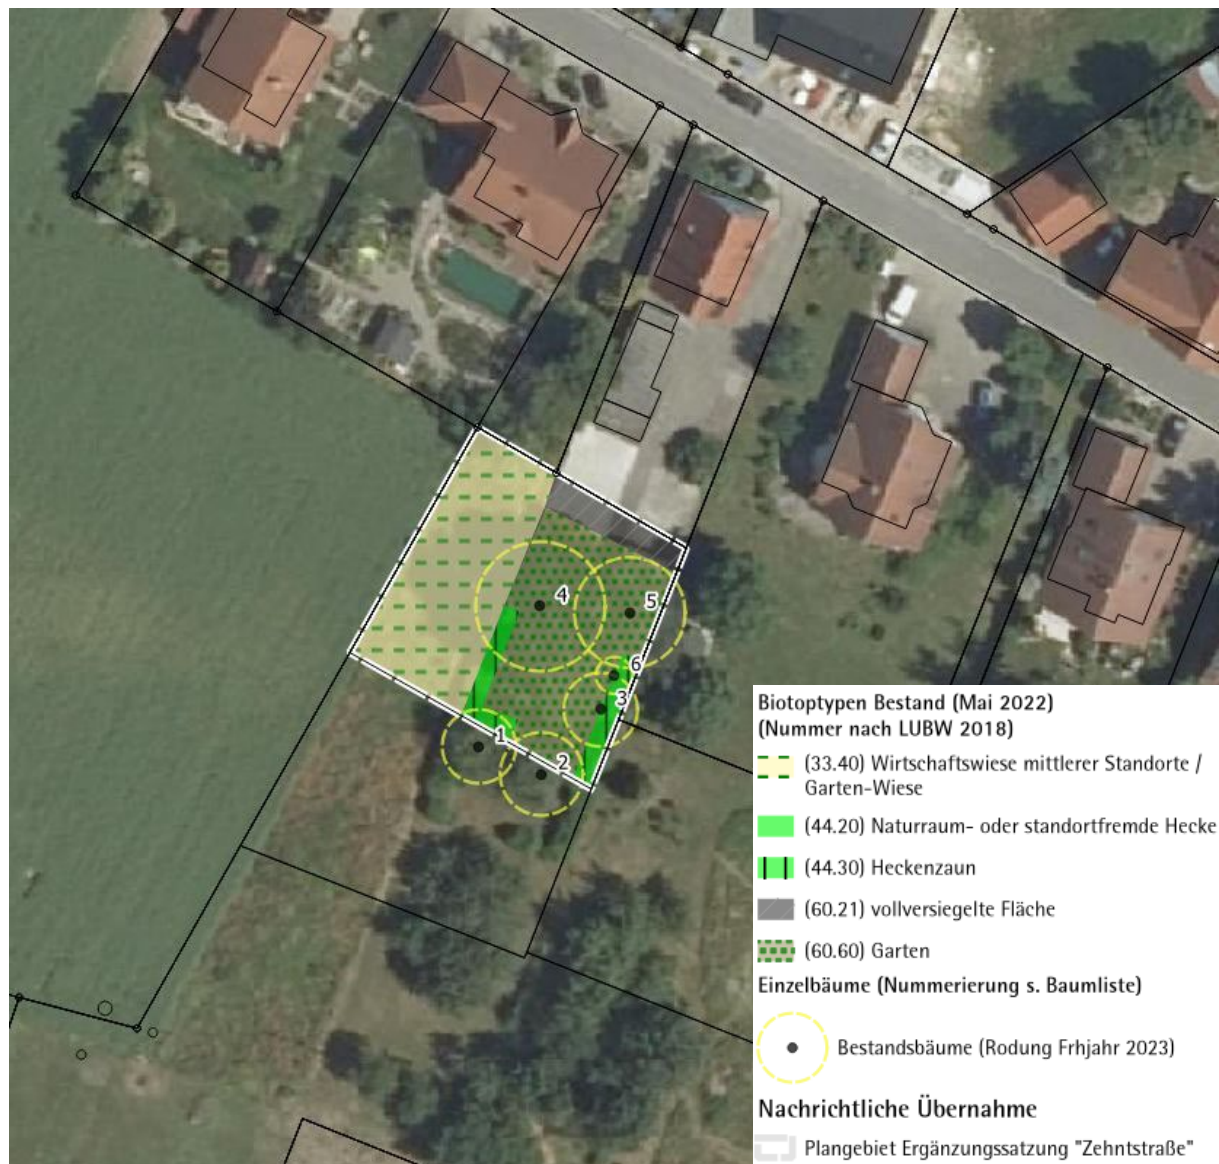 4
5
6
3
1
2
Biotoptypen Bestand (Mai 2022)
(Nummer nach LUBW 2018)
(33.40) Wirtschaftswiese mittlerer Standorte /
Garten-Wiese
(44.20) Naturraum- oder standortfremde Hecke
(44.30) Heckenzaun
(60.21) vollversiegelte Fläche
(60.60) Garten
Einzelbäume (Nummerierung s. Baumliste)
Bestandsbäume (Rodung Frhjahr 2023)
Nachrichtliche Übernahme
Plangebiet Ergänzungssatzung "Zehntstraße"